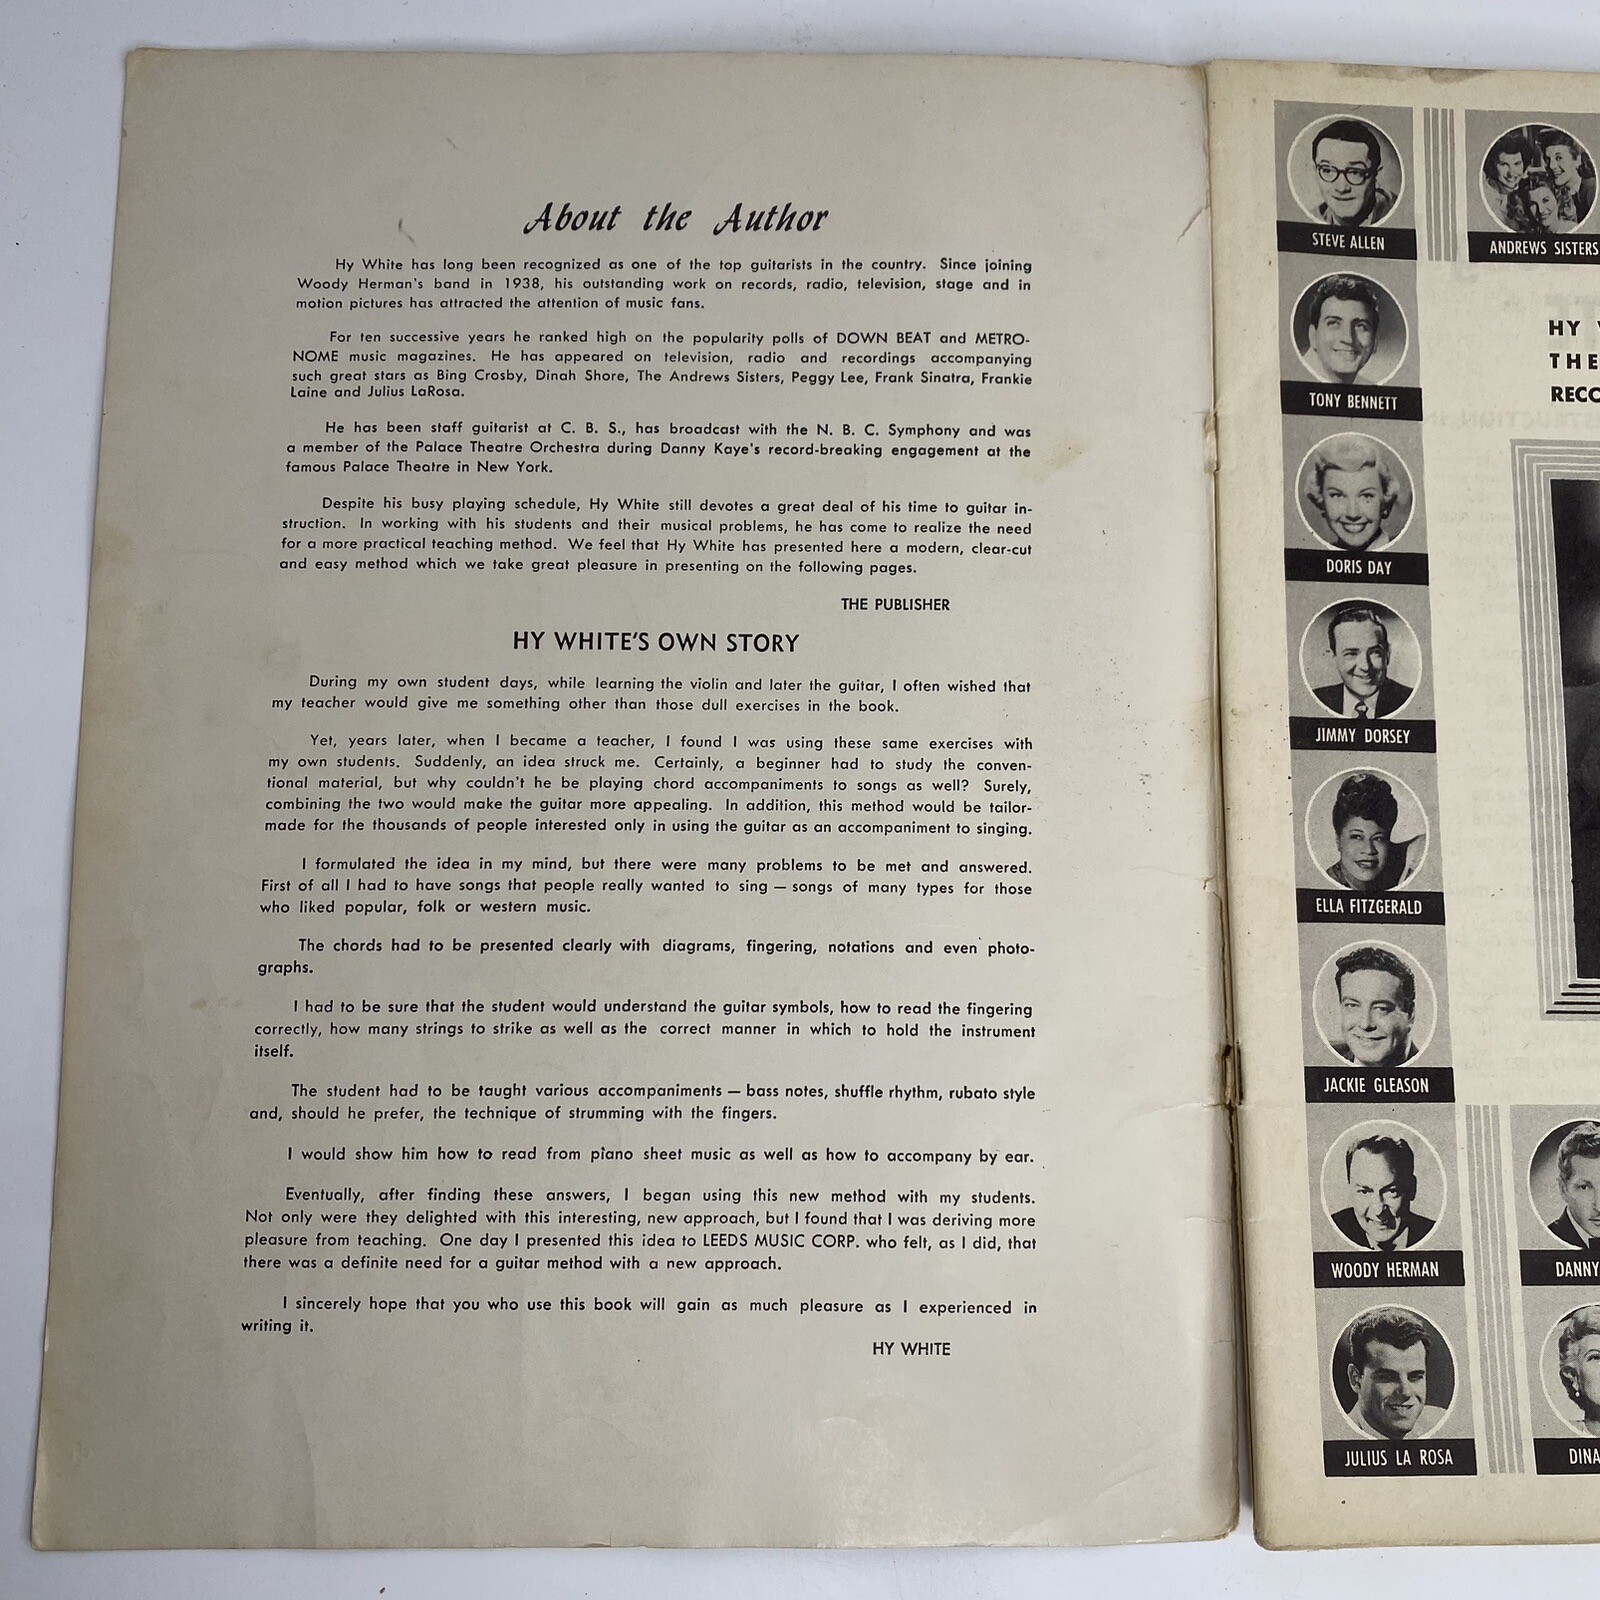 About the Author
Hy White has long been recognized as one of the top guitarists in the country. Since joining
Woody Herman's band in 1938, his outstanding work on records, radio, television, stage and in
motion pictures has attracted the attention of music fans.
For ten successive years he ranked high on the popularity polls of DOWN BEAT and METRO-
NOME music magazines. He has appeared on television, radio and recordings accompanying
such great stars as Bing Crosby, Dinah Shore, The Andrews Sisters, Peggy Lee, Frank Sinatra, Frankie
Laine and Julius LaRosa.
He has been staff guitarist at C. B. S., has broadcast with the N. B. C. Symphony and was
a member of the Palace Theatre Orchestra during Danny Kaye's record-breaking engagement at the
famous Palace Theatre in New York.
Despite his busy playing schedule, Hy White still devotes a great deal of his time to guitar in-
struction. In working with his students and their musical problems, he has come to realize the need
for a more practical teaching method. We feel that Hy White has presented here a modern, clear-cut
and easy method which we take great pleasure in presenting on the following pages.
THE PUBLISHER
HY WHITE'S OWN STORY
During my own student days, while learning the violin and later the guitar, I often wished that
my teacher would give me something other than those dull exercises in the book.
Yet, years later, when I became a teacher, I found I was using these same exercises with
my own students. Suddenly, an idea struck me. Certainly, a beginner had to study the conven-
tional material, but why couldn't he be playing chord accompaniments to songs as well? Surely,
combining the two would make the guitar more appealing. In addition, this method would be tailor-
made for the thousands of people interested only in using the guitar as an accompaniment to singing.
I formulated the idea in my mind, but there were many problems to be met and answered.
First of all I had to have songs that people really wanted to sing — songs of many types for those
who liked popular, folk or western music.
The chords had to be presented clearly with diagrams, fingering, notations and even photo-
graphs.
I had to be sure that the student would understand the guitar symbols, how to read the fingering
correctly, how many strings to strike as well as the correct manner in which to hold the instrument
itself.
The student had to be taught various accompaniments — bass notes, shuffle rhythm, rubato style
and, should he prefer, the technique of strumming with the fingers.
I would show him how to read from piano sheet music as well as how to accompany by ear.
Eventually, after finding these answers, I began using this new method with my students.
Not only were they delighted with this interesting, new approach, but I found that I was deriving more
pleasure from teaching. One day I presented this idea to LEEDS MUSIC CORP. who felt, as I did, that
there was a definite need for a guitar method with a new approach.
I sincerely hope that you who use this book will gain as much pleasure as I experienced in
writing it.
HY WHITE
STEVE ALLEN
ANDREWS SISTERS
TONY BENNETT
HY
THE
RECO
DORIS DAY
JIMMY DORSEY
ELLA FITZGERALD
JACKIE GLEASON
WOODY HERMAN
DANNY
JULIUS LA ROSA
DINA